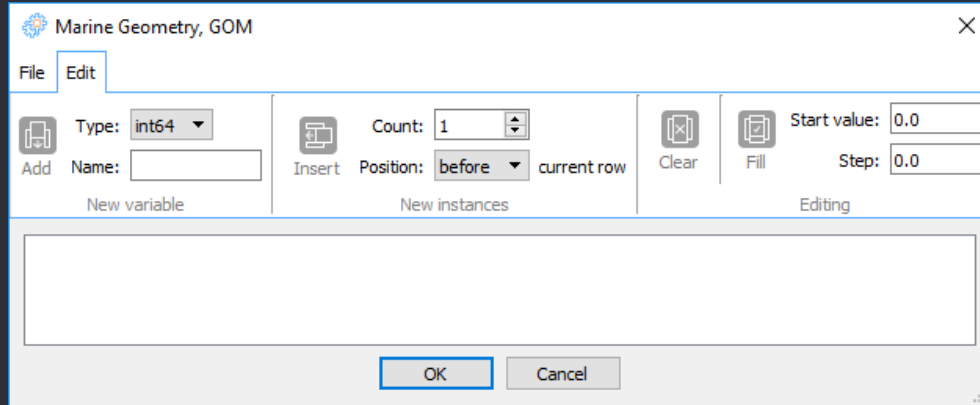 Marine Geometry, GOM
File Edit
Type: int64 Count: 1 Start value: 0.0
Add Name: Insert Position: before current row Clear Fill Step: 0.0
New variable New instances Editing
OK Cancel